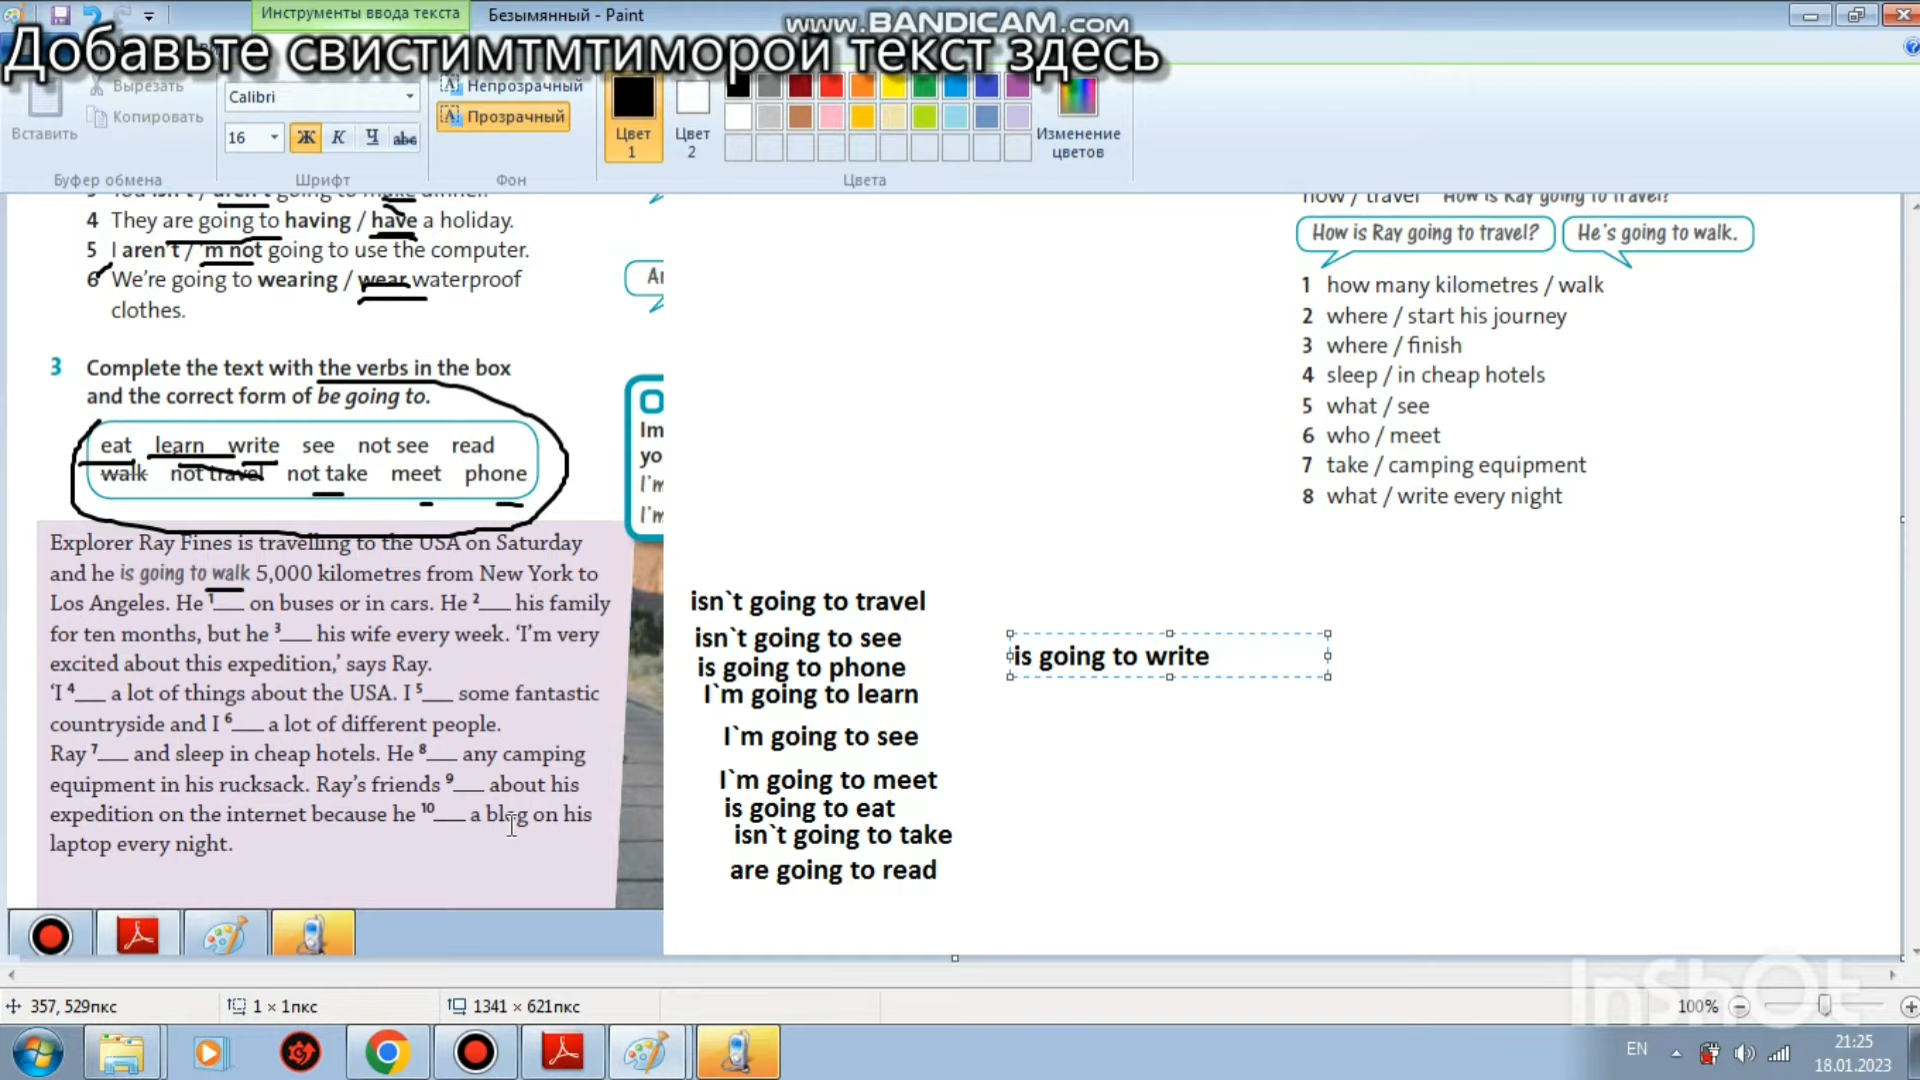 Инструменты ввода текста
Безымянный - Paint
www.BANDICAM.com
Добавьте свистимтмтиморой текст здесь
Вставить
Вырезать
Копировать
Буфер обмена
Calibri
16
Ж К Ч abc
Шрифт
Непрозрачный
Прозрачный
Фон
Цвет 1
Цвет 2
Изменение цветов
Цвета
4 They are going to having / have a holiday.
5 I aren't / 'm not going to use the computer.
6 We're going to wearing / wear waterproof
clothes.
3 Complete the text with the verbs in the box
and the correct form of be going to.
eat learn write see not see read
walk not travel not take meet phone
Explorer Ray Fines is travelling to the USA on Saturday
and he is going to walk 5,000 kilometres from New York to
Los Angeles. He 1___ on buses or in cars. He 2___ his family
for ten months, but he 3___ his wife every week. 'I'm very
excited about this expedition,' says Ray.
'I 4___ a lot of things about the USA. I 5___ some fantastic
countryside and I 6___ a lot of different people.
Ray 7___ and sleep in cheap hotels. He 8___ any camping
equipment in his rucksack. Ray's friends 9___ about his
expedition on the internet because he 10___ a blog on his
laptop every night.
Im
yo
I'm
I'm
isn`t going to travel
isn`t going to see
is going to phone
I`m going to learn
I`m going to see
I`m going to meet
is going to eat
isn`t going to take
are going to read
is going to write
how / travel How is Ray going to travel?
How is Ray going to travel?
He's going to walk.
1 how many kilometres / walk
2 where / start his journey
3 where / finish
4 sleep / in cheap hotels
5 what / see
6 who / meet
7 take / camping equipment
8 what / write every night
InShOt
357, 529пкс
1 × 1пкс
1341 × 621пкс
100%
EN
21:25
18.01.2023